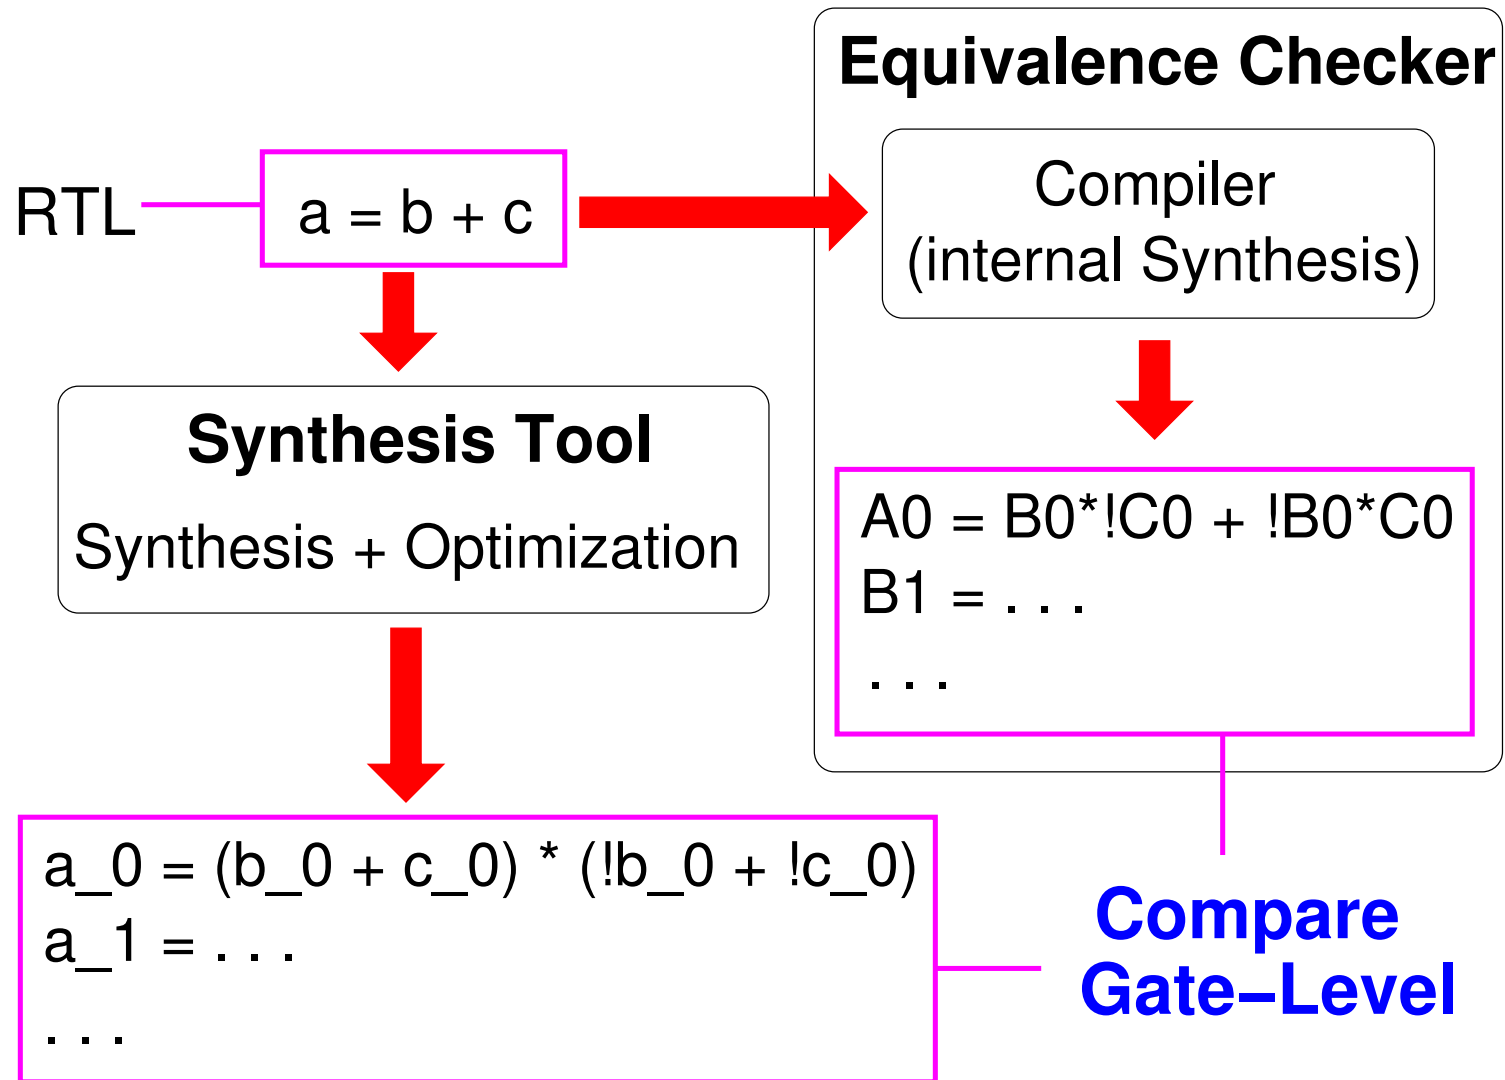 Equivalence Checker
RTL
a = b + c
Compiler
(internal Synthesis)
Synthesis Tool
Synthesis + Optimization
A0 = B0*!C0 + !B0*C0
B1 = . . .
. . .
a_0 = (b_0 + c_0) * (!b_0 + !c_0)
a_1 = . . .
. . .
Compare
Gate–Level